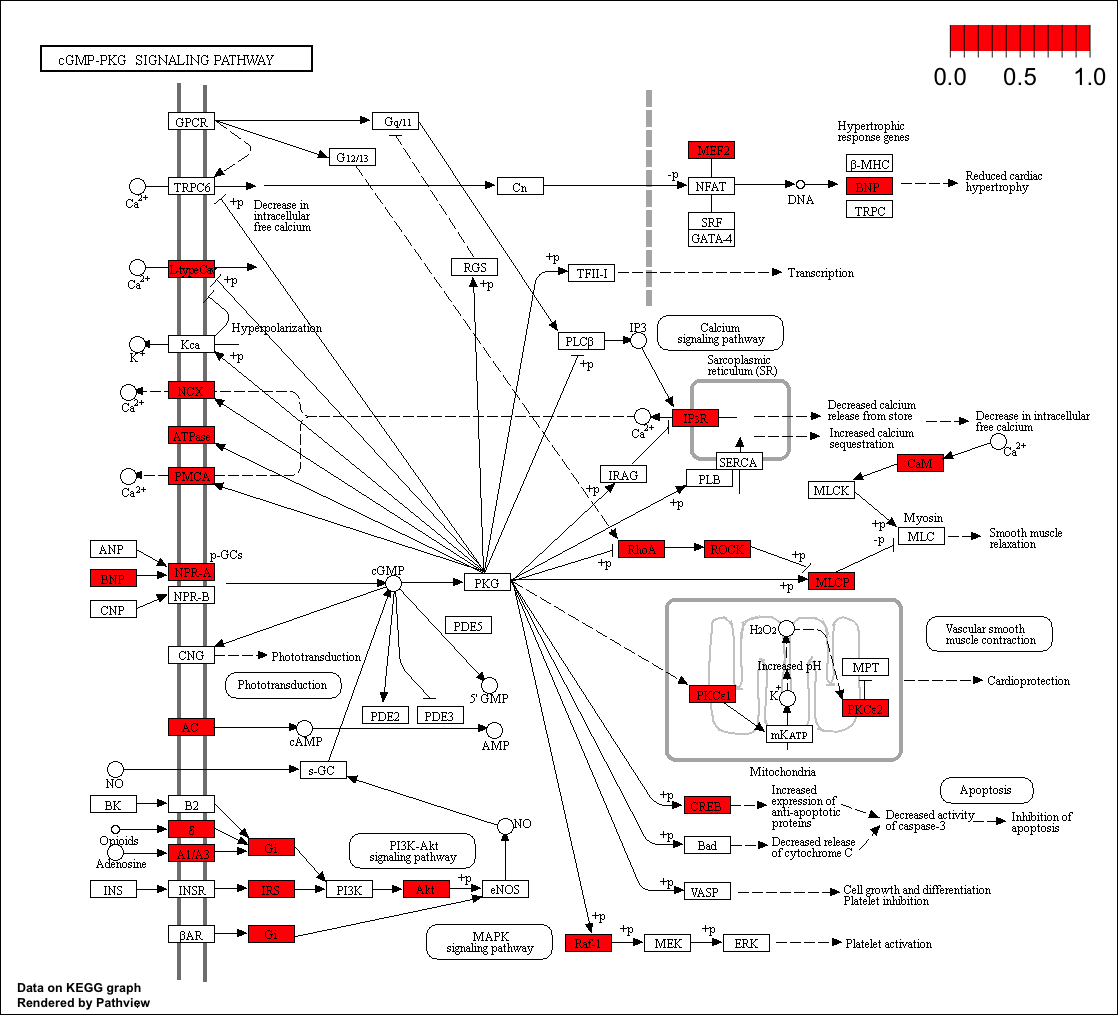 cGMP-PKG SIGNALING PATHWAY
0.0 0.5 1.0
GPCR
Gq/11
G12/13
Hypertrophic
response genes
MEF2
β-MHC
TRPC6
Ca2+
+p
Decrease in
intracellular
free calcium
Cn
-p
NFAT
DNA
BNP
Reduced cardiac
hypertrophy
SRF
GATA-4
TRPC
L-typeCa
Ca2+
+p
RGS
+p
+p
TFII-I
Transcription
Hyperpolarization
Kca
K+
+p
PLCβ
+p
IP3
Calcium
signaling pathway
Sarcoplasmic
reticulum (SR)
NCX
Ca2+
ATPase
PMCA
Ca2+
Ca2+
IP3R
Decreased calcium
release from store
Increased calcium
sequestration
Decrease in intracellular
free calcium
Ca2+
IRAG
+p
SERCA
PLB
+p
CaM
MLCK
+p
-p
Myosin
MLC
Smooth muscle
relaxation
ANP
p-GCs
BNP
NPR-A
CNP
NPR-B
cGMP
PKG
RhoA
+p
ROCK
+p
MLCP
+p
PDE5
CNG
Phototransduction
Phototransduction
5' GMP
PDE2
PDE3
H2O2
Increased pH
K+
MPT
PKCε1
PKCε2
mKATP
Mitochondria
Vascular smooth
muscle contraction
Cardioprotection
AC
cAMP
AMP
NO
s-GC
BK
B2
Opioids
δ
Adenosine
A1/A3
Gi
NO
PI3K-Akt
signaling pathway
INS
INSR
IRS
PI3K
Akt
+p
eNOS
βAR
Gi
MAPK
signaling pathway
+p
CREB
Increased
expression of
anti-apoptotic
proteins
Apoptosis
Decreased activity
of caspase-3
Inhibition of
apoptosis
+p
Bad
Decreased release
of cytochrome C
+p
VASP
Cell growth and differentiation
Platelet inhibition
+p
Raf-1
+p
MEK
+p
ERK
Platelet activation
Data on KEGG graph
Rendered by Pathview